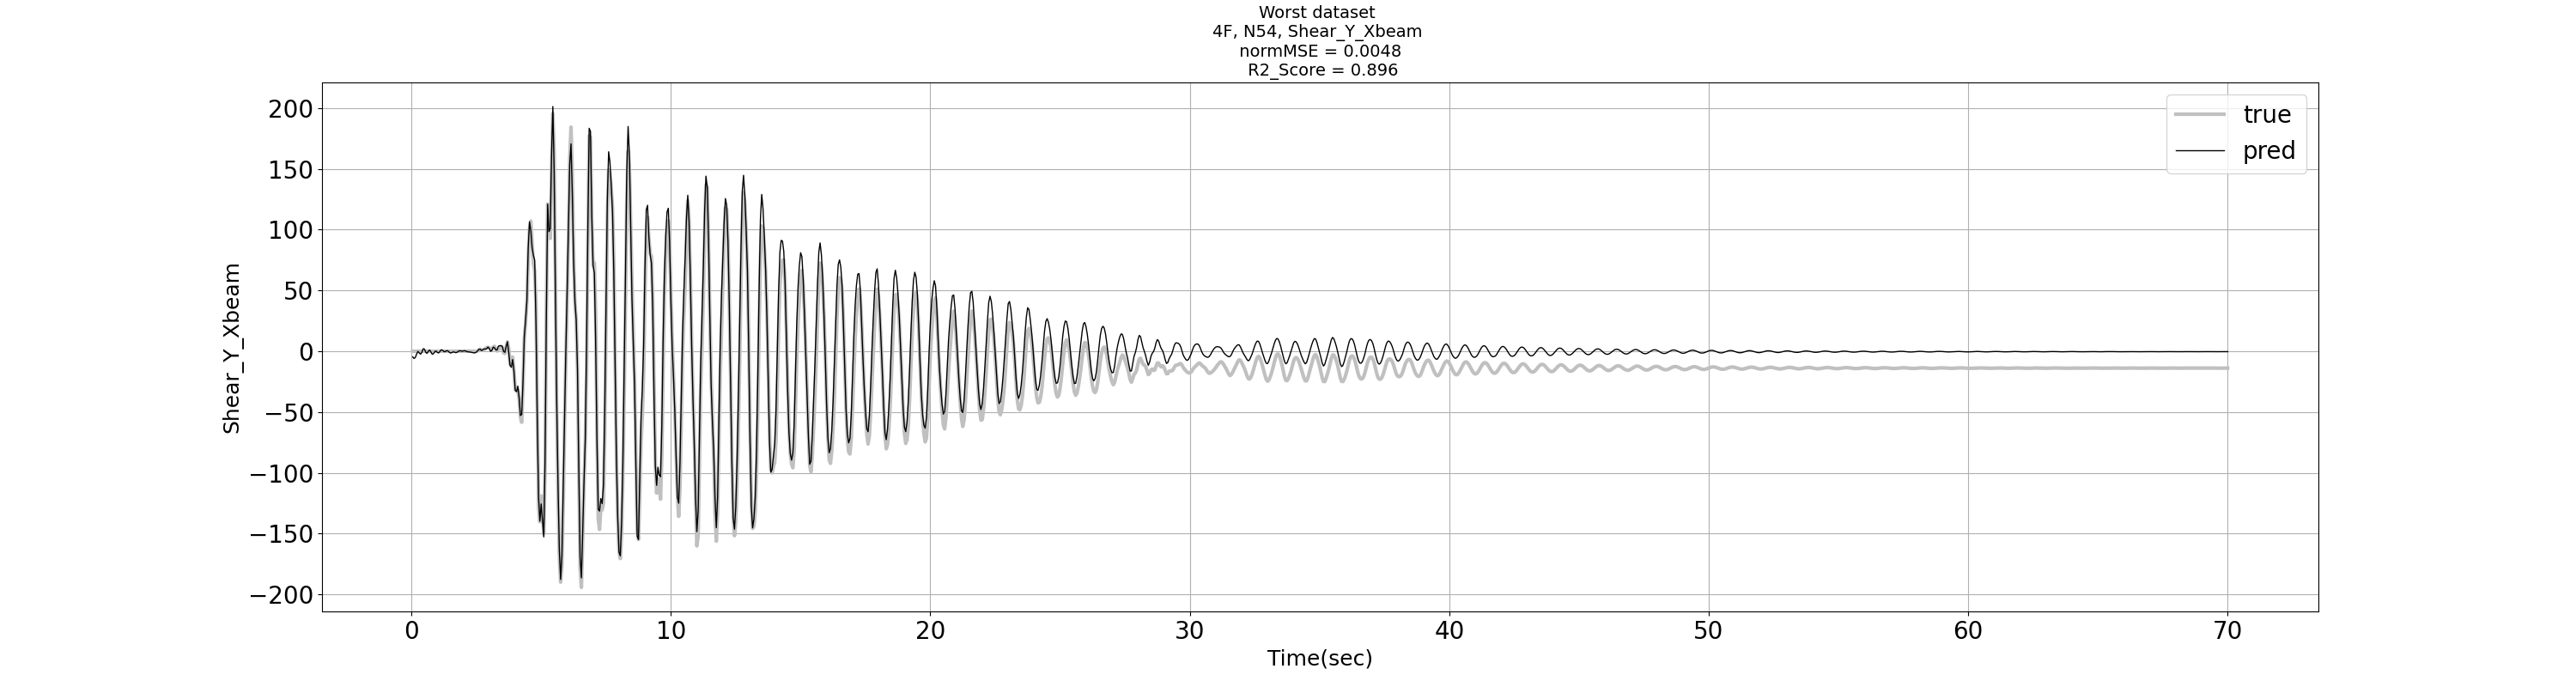 Worst dataset
4F, N54, Shear_Y_Xbeam
normMSE = 0.0048
R2_Score = 0.896
true
pred
200
150
100
50
0
−50
−100
−150
−200
Shear_Y_Xbeam
0 10 20 30 40 50 60 70
Time(sec)